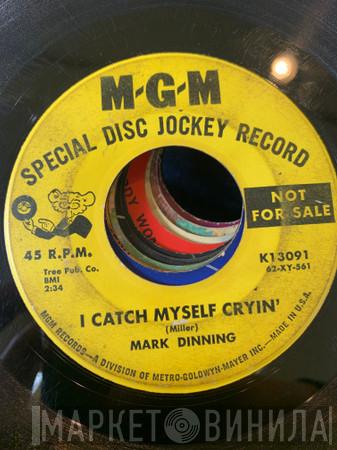 M-G-M
SPECIAL DISC JOCKEY RECORD
NOT
FOR SALE
45 R.P.M.
Tree Pub. Co.
BMI
2:34
K13091
62-XY-561
I CATCH MYSELF CRYIN'
(Miller)
MARK DINNING
MGM RECORDS—A DIVISION OF METRO-GOLDWYN-MAYER INC.—MADE IN U.S.A.
МАРКЕТ ВИНИЛА